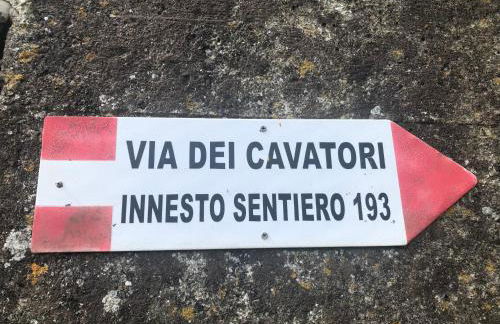 VIA DEI CAVATORI
INNESTO SENTIERO 193